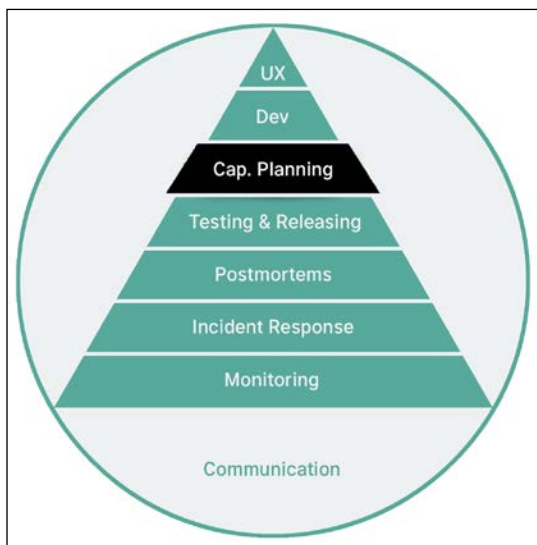 UX
Dev
Cap. Planning
Testing & Releasing
Postmortems
Incident Response
Monitoring
Communication